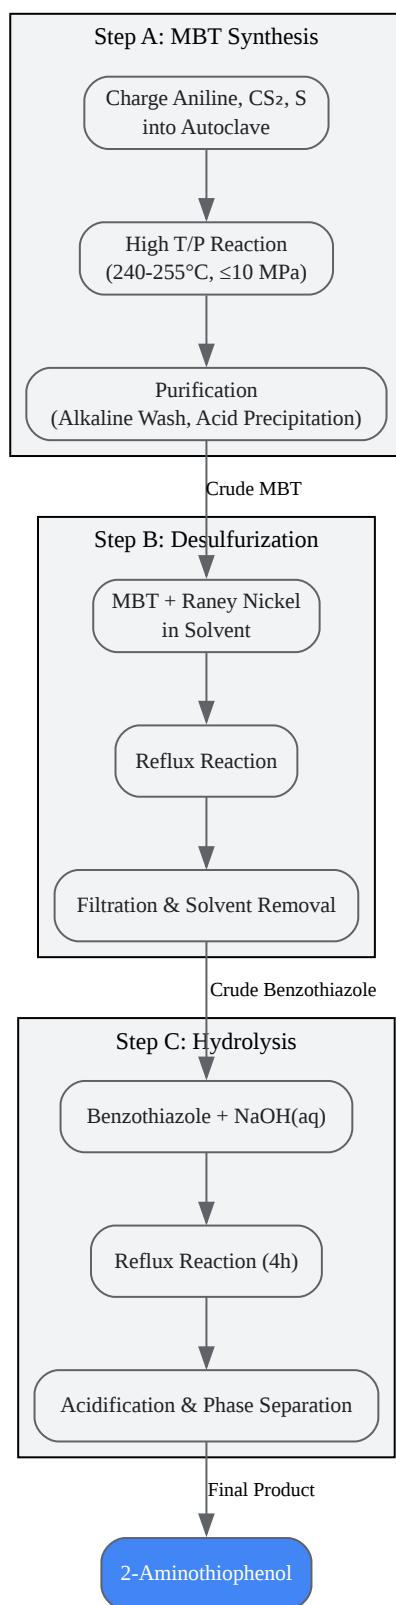 Step A: MBT Synthesis
Charge Aniline, CS₂, S
into Autoclave
High T/P Reaction
(240-255°C, ≤10 MPa)
Purification
(Alkaline Wash, Acid Precipitation)
Crude MBT
Step B: Desulfurization
MBT + Raney Nickel
in Solvent
Reflux Reaction
Filtration & Solvent Removal
Crude Benzothiazole
Step C: Hydrolysis
Benzothiazole + NaOH(aq)
Reflux Reaction (4h)
Acidification & Phase Separation
Final Product
2-Aminothiophenol